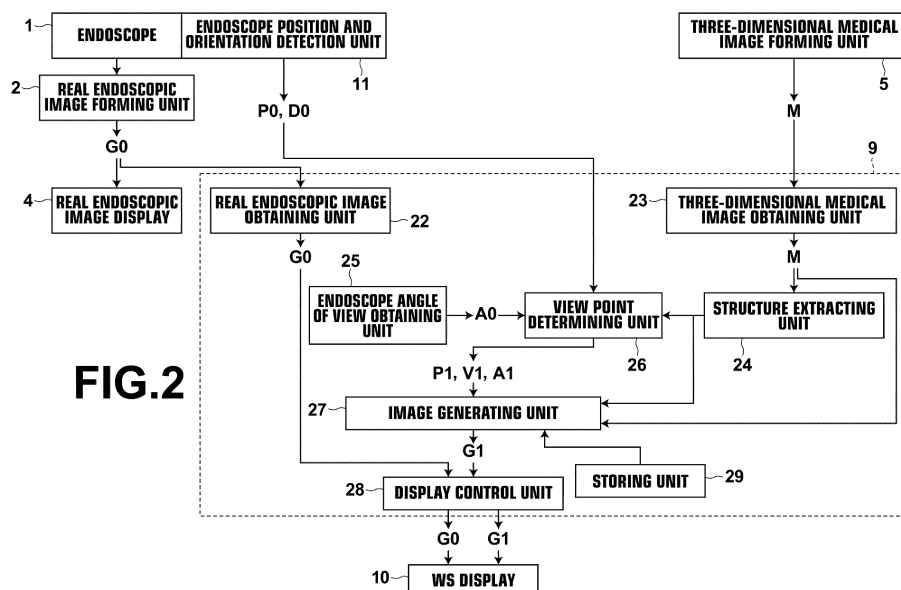 1
ENDOSCOPE
ENDOSCOPE POSITION AND
ORIENTATION DETECTION UNIT
11
THREE-DIMENSIONAL MEDICAL
IMAGE FORMING UNIT
5
2
REAL ENDOSCOPIC
IMAGE FORMING UNIT
P0, D0
M
G0
9
4
REAL ENDOSCOPIC
IMAGE DISPLAY
REAL ENDOSCOPIC IMAGE
OBTAINING UNIT
22
23
THREE-DIMENSIONAL MEDICAL
IMAGE OBTAINING UNIT
G0
M
25
ENDOSCOPE ANGLE
OF VIEW OBTAINING
UNIT
A0
VIEW POINT
DETERMINING UNIT
26
STRUCTURE EXTRACTING
UNIT
24
FIG.2
P1, V1, A1
27
IMAGE GENERATING UNIT
G1
STORING UNIT
29
28
DISPLAY CONTROL UNIT
G0
G1
10
WS DISPLAY